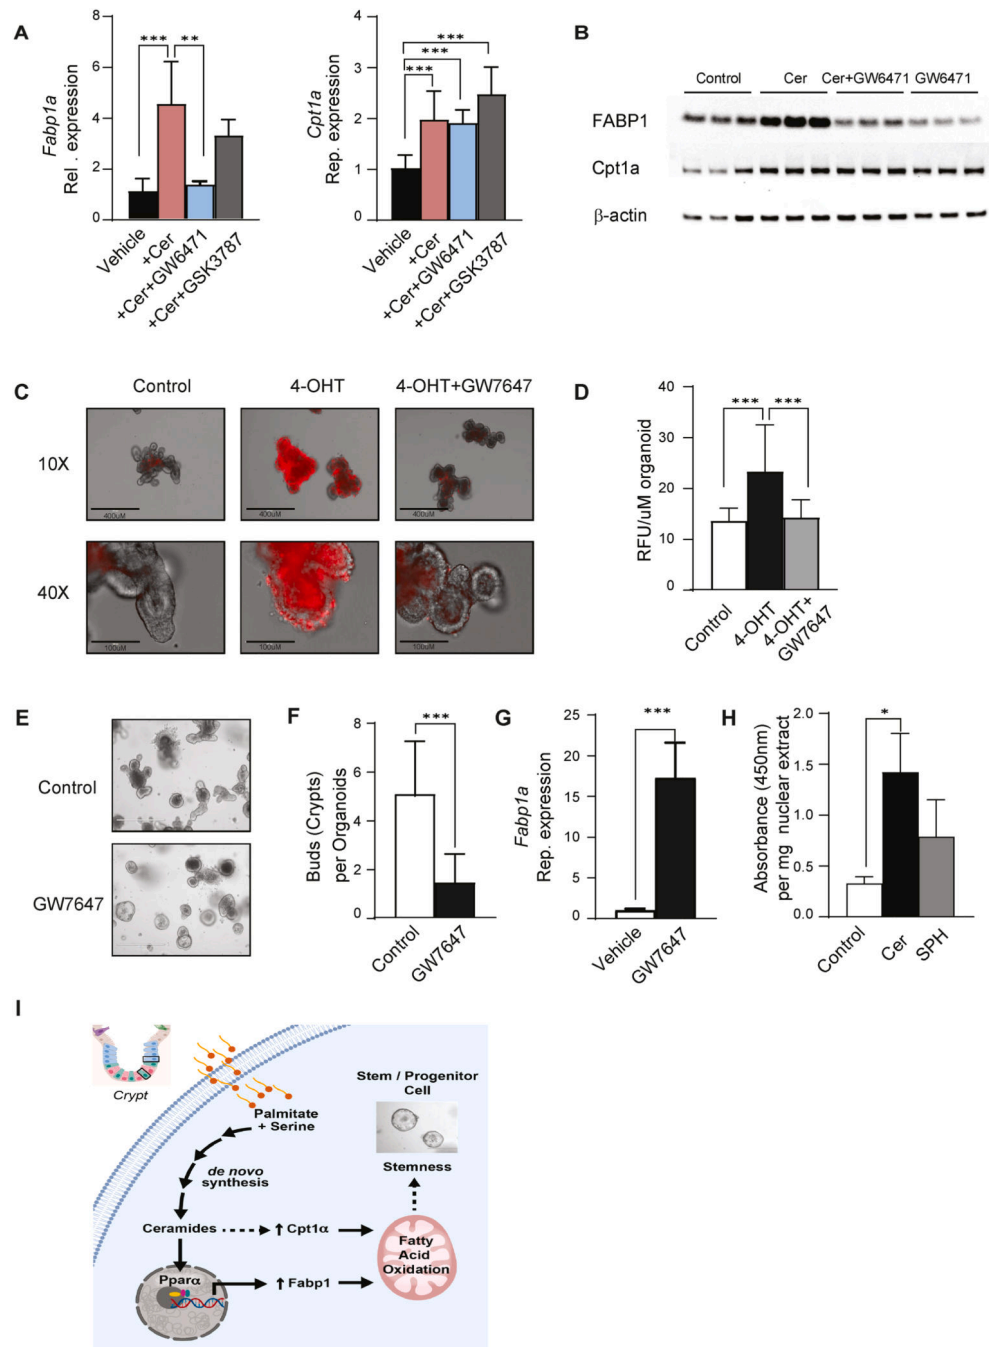 A
Fabp1a
Rel . expression
8
6
4
2
0
***
**
Vehicle
+Cer
+Cer+GW6471
+Cer+GSK3787
Cpt1a
Rep. expression
4
3
2
1
0
***
***
***
Vehicle
+Cer
+Cer+GW6471
+Cer+GSK3787
B
Control
Cer
Cer+GW6471
GW6471
FABP1
Cpt1a
β-actin
C
Control
4-OHT
4-OHT+GW7647
10X
400uM
400uM
400uM
40X
100uM
100uM
100uM
D
RFU/uM organoid
40
30
20
10
0
***
***
Control
4-OHT
4-OHT+
GW7647
E
Control
GW7647
F
Buds (Crypts)
per Organoids
8
6
4
2
0
***
Control
GW7647
G
Fabp1a
Rep. expression
25
20
15
10
5
0
***
Vehicle
GW7647
H
Absorbance (450nm)
per mg nuclear extract
2.0
1.5
1.0
0.5
0.0
*
Control
Cer
SPH
I
Crypt
Palmitate
+ Serine
de novo
synthesis
Ceramides
Pparα
↑ Cpt1α
↑ Fabp1
Fatty
Acid
Oxidation
Stemness
Stem / Progenitor
Cell